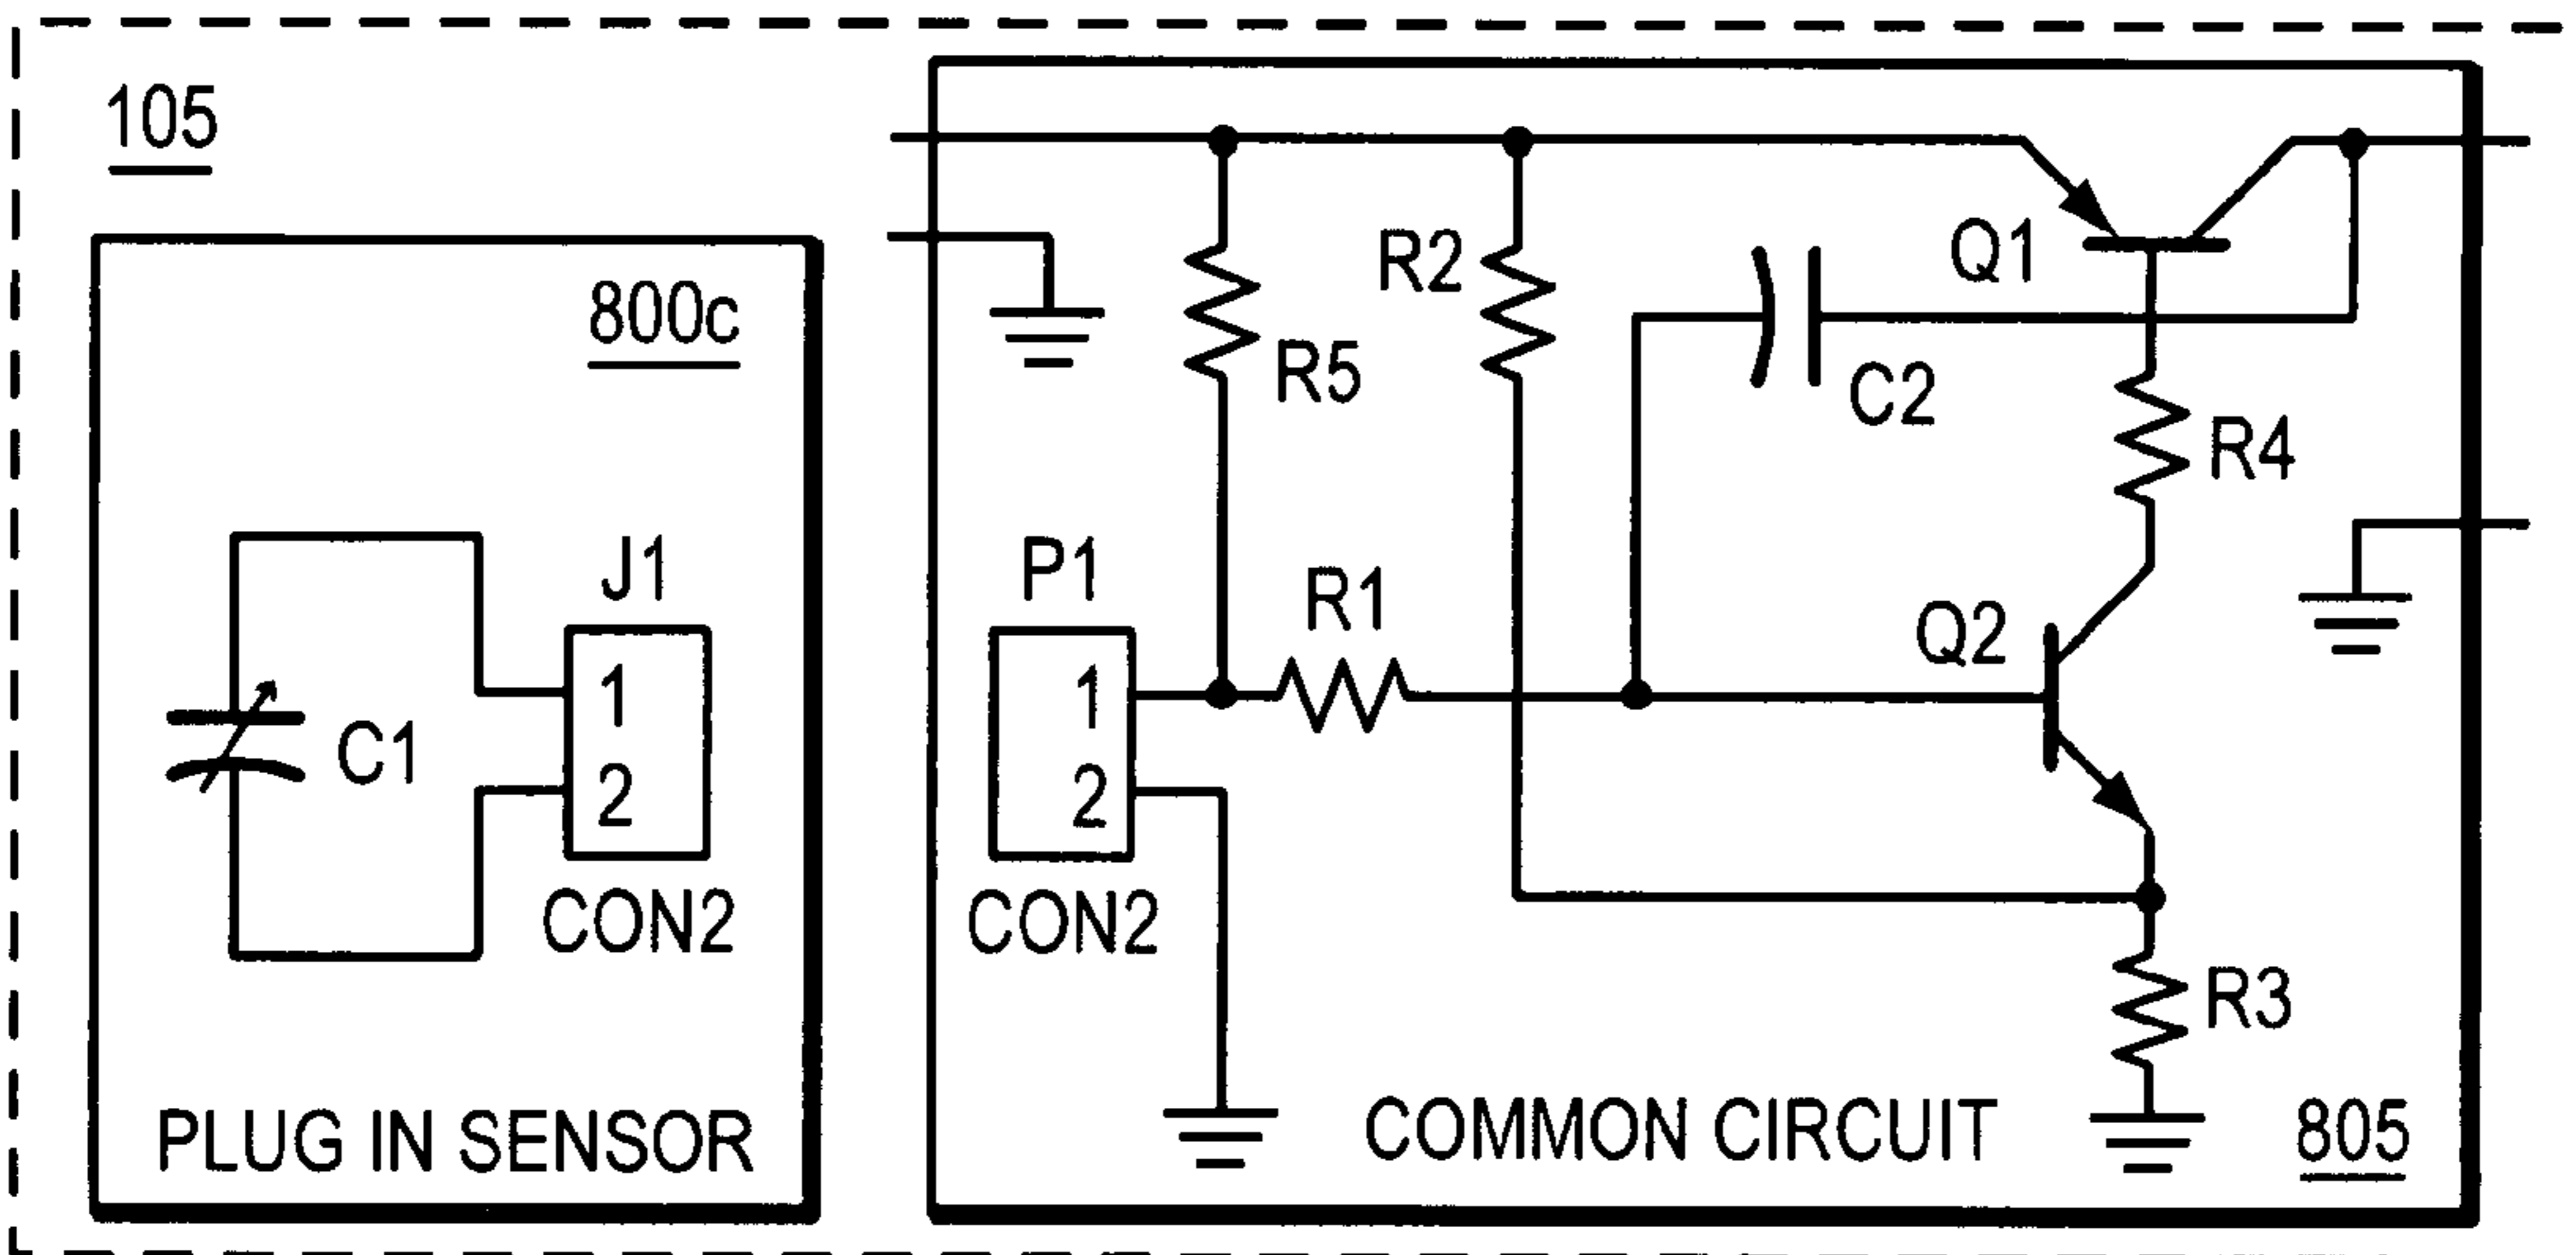 105
800c
J1
1
2
C1
CON2
PLUG IN SENSOR
R5
R2
Q1
C2
R4
P1
1
2
CON2
R1
Q2
R3
COMMON CIRCUIT
805